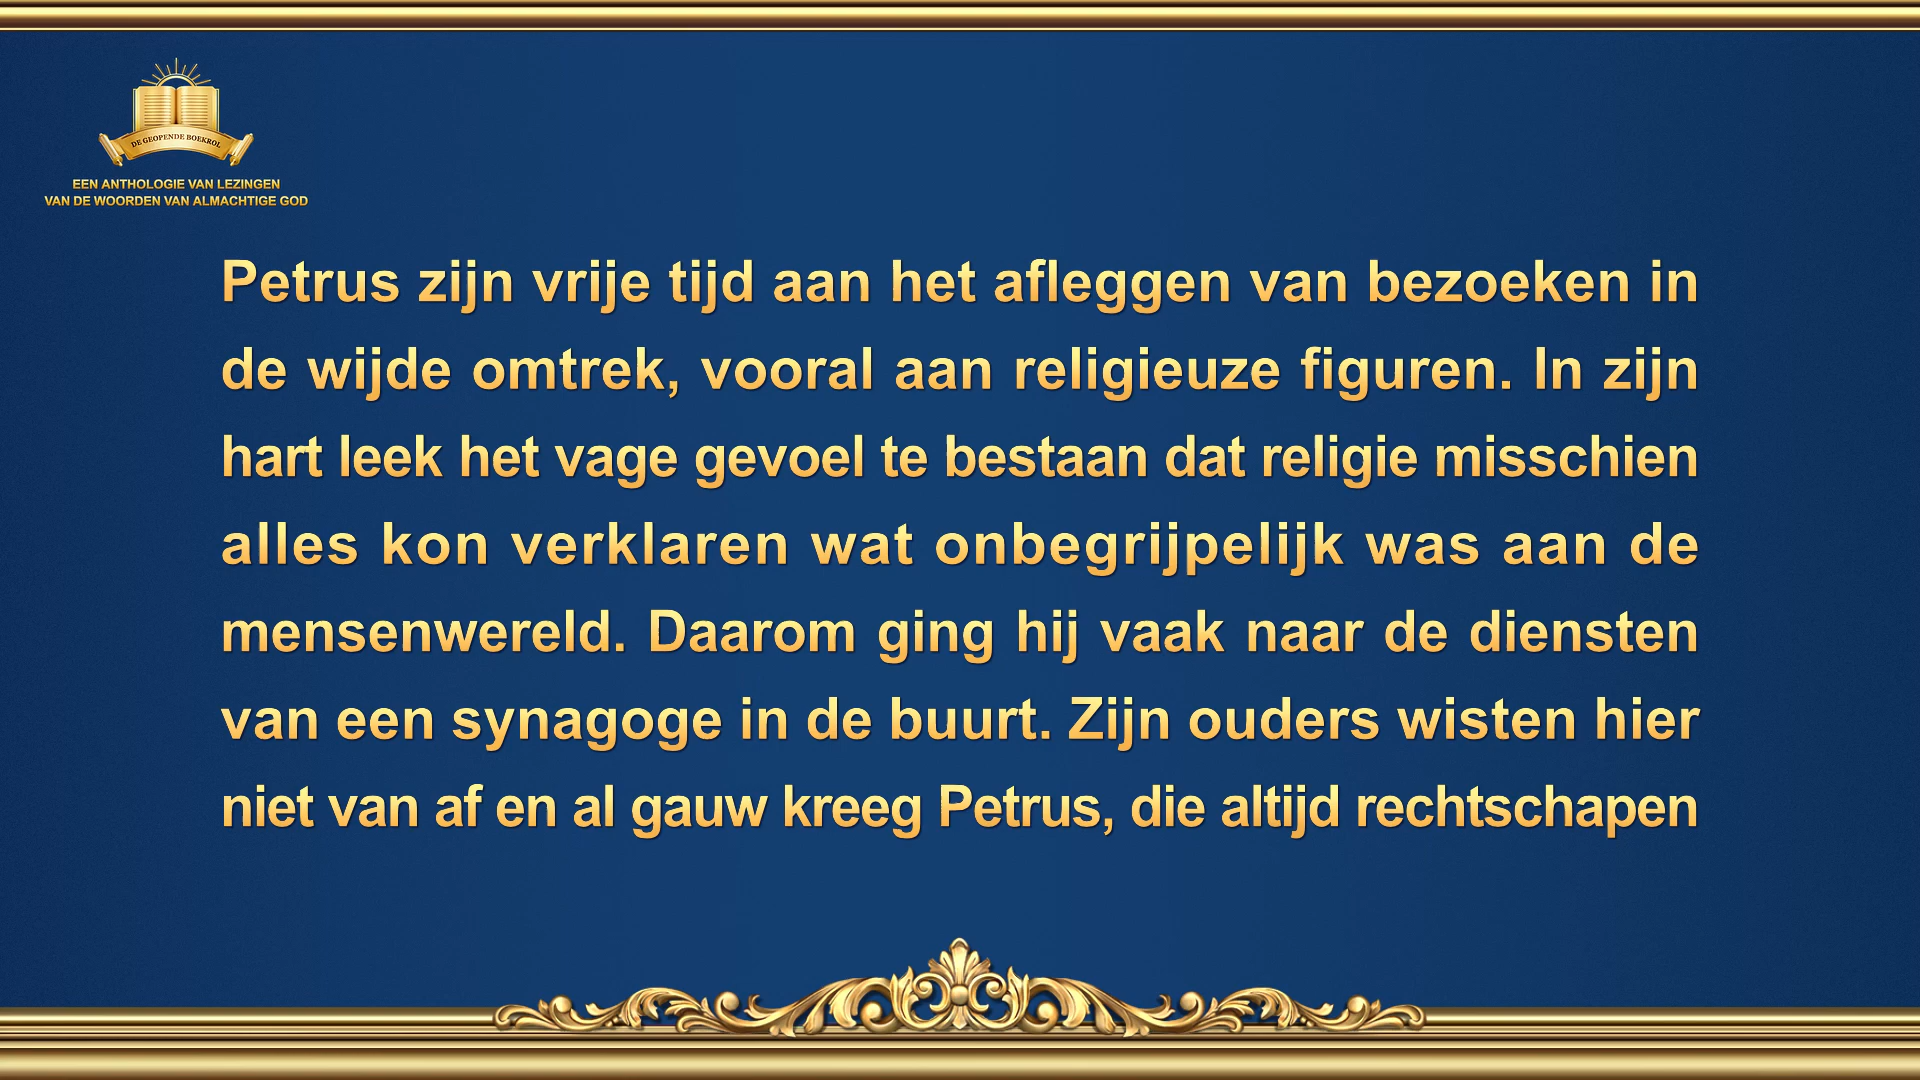 DE GEOPENDE BOEKROL
EEN ANTHOLOGIE VAN LEZINGEN
VAN DE WOORDEN VAN ALMACHTIGE GOD
Petrus zijn vrije tijd aan het afleggen van bezoeken in
de wijde omtrek, vooral aan religieuze figuren. In zijn
hart leek het vage gevoel te bestaan dat religie misschien
alles kon verklaren wat onbegrijpelijk was aan de
mensenwereld. Daarom ging hij vaak naar de diensten
van een synagoge in de buurt. Zijn ouders wisten hier
niet van af en al gauw kreeg Petrus, die altijd rechtschapen